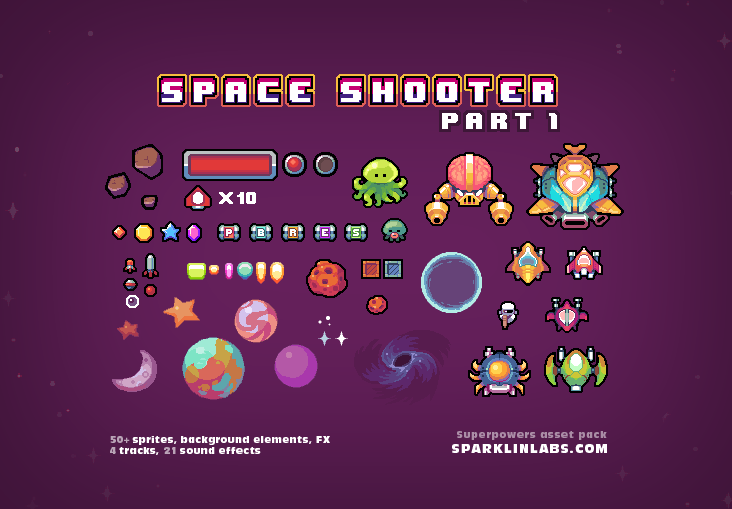 SPACE SHOOTER
PART 1
X10
P B R E S
50+ sprites, background elements, FX
4 tracks, 21 sound effects
Superpowers asset pack
SPARKLINLABS.COM